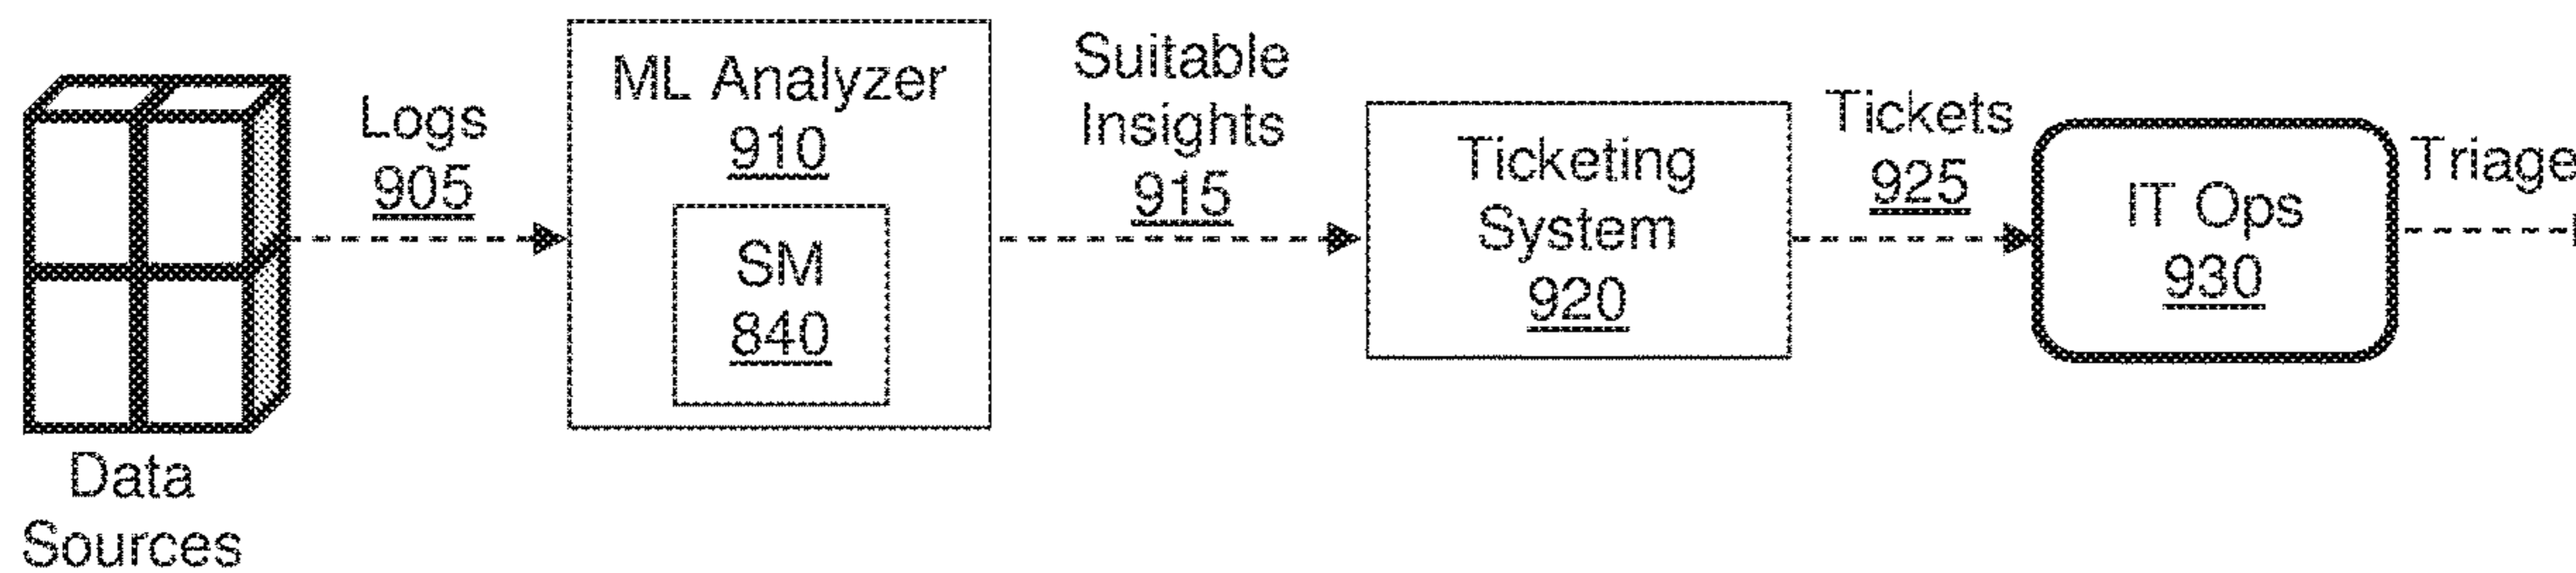 Logs
905
ML Analyzer
910
SM
840
Suitable
Insights
915
Ticketing
System
920
Tickets
925
IT Ops
930
Triage
Data
Sources